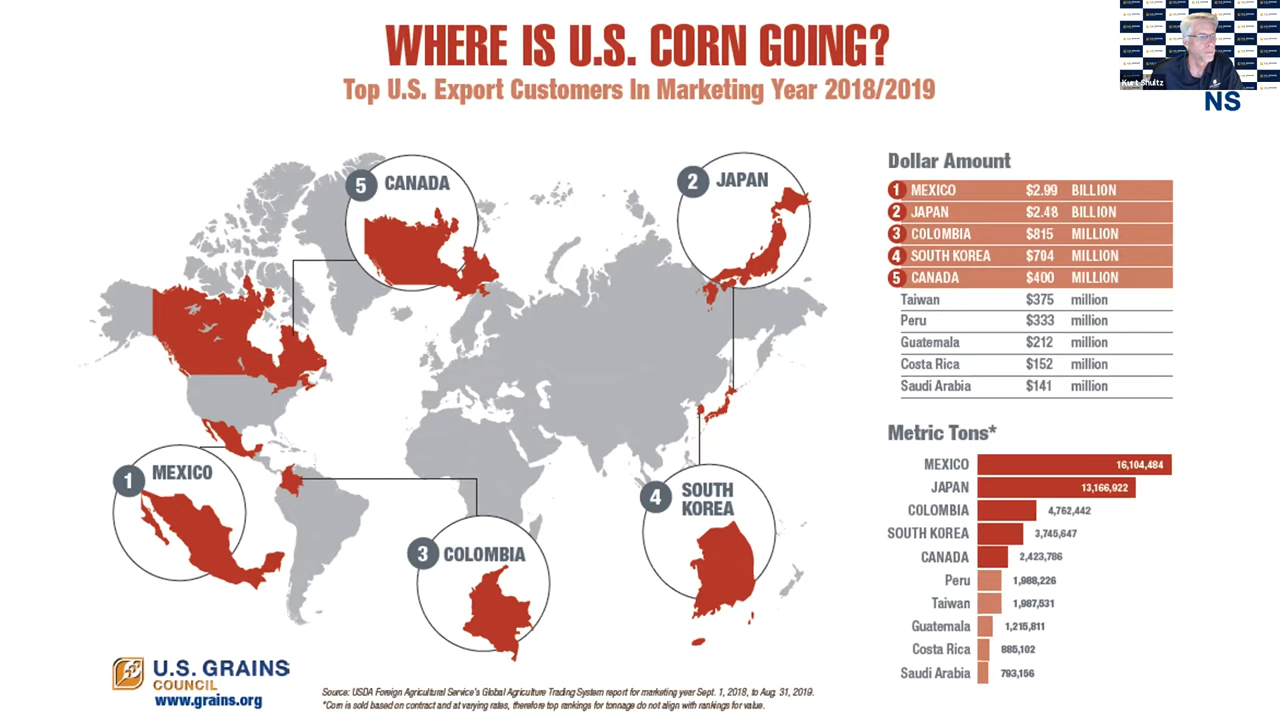 WHERE IS U.S. CORN GOING?
Top U.S. Export Customers In Marketing Year 2018/2019
Kurt Shultz
NS
5 CANADA
2 JAPAN
1 MEXICO
3 COLOMBIA
4 SOUTH
KOREA
Dollar Amount
1 MEXICO $2.99 BILLION
2 JAPAN $2.48 BILLION
3 COLOMBIA $815 MILLION
4 SOUTH KOREA $704 MILLION
5 CANADA $400 MILLION
Taiwan $375 million
Peru $333 million
Guatemala $212 million
Costa Rica $152 million
Saudi Arabia $141 million
Metric Tons*
MEXICO 16,104,484
JAPAN 13,166,922
COLOMBIA 4,762,442
SOUTH KOREA 3,745,647
CANADA 2,423,786
Peru 1,988,226
Taiwan 1,987,531
Guatemala 1,215,811
Costa Rica 885,102
Saudi Arabia 793,156
U.S. GRAINS
COUNCIL
www.grains.org
Source: USDA Foreign Agricultural Service's Global Agriculture Trading System report for marketing year Sept. 1, 2018, to Aug. 31, 2019.
*Corn is sold based on contract and at varying rates, therefore top rankings for tonnage do not align with rankings for value.